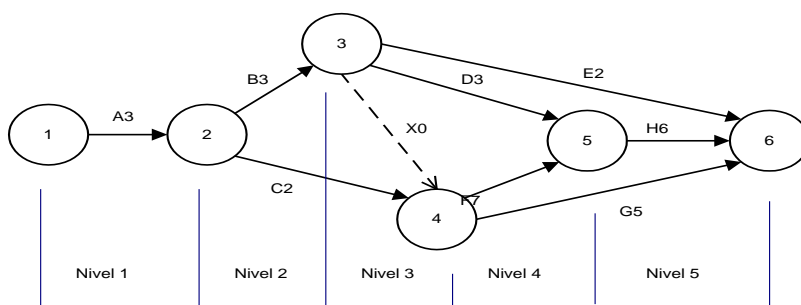 3
E2
B3
D3
A3
X0
H6
1
2
5
6
C2
F7
4
G5
Nivel 1
Nivel 2
Nivel 3
Nivel 4
Nivel 5